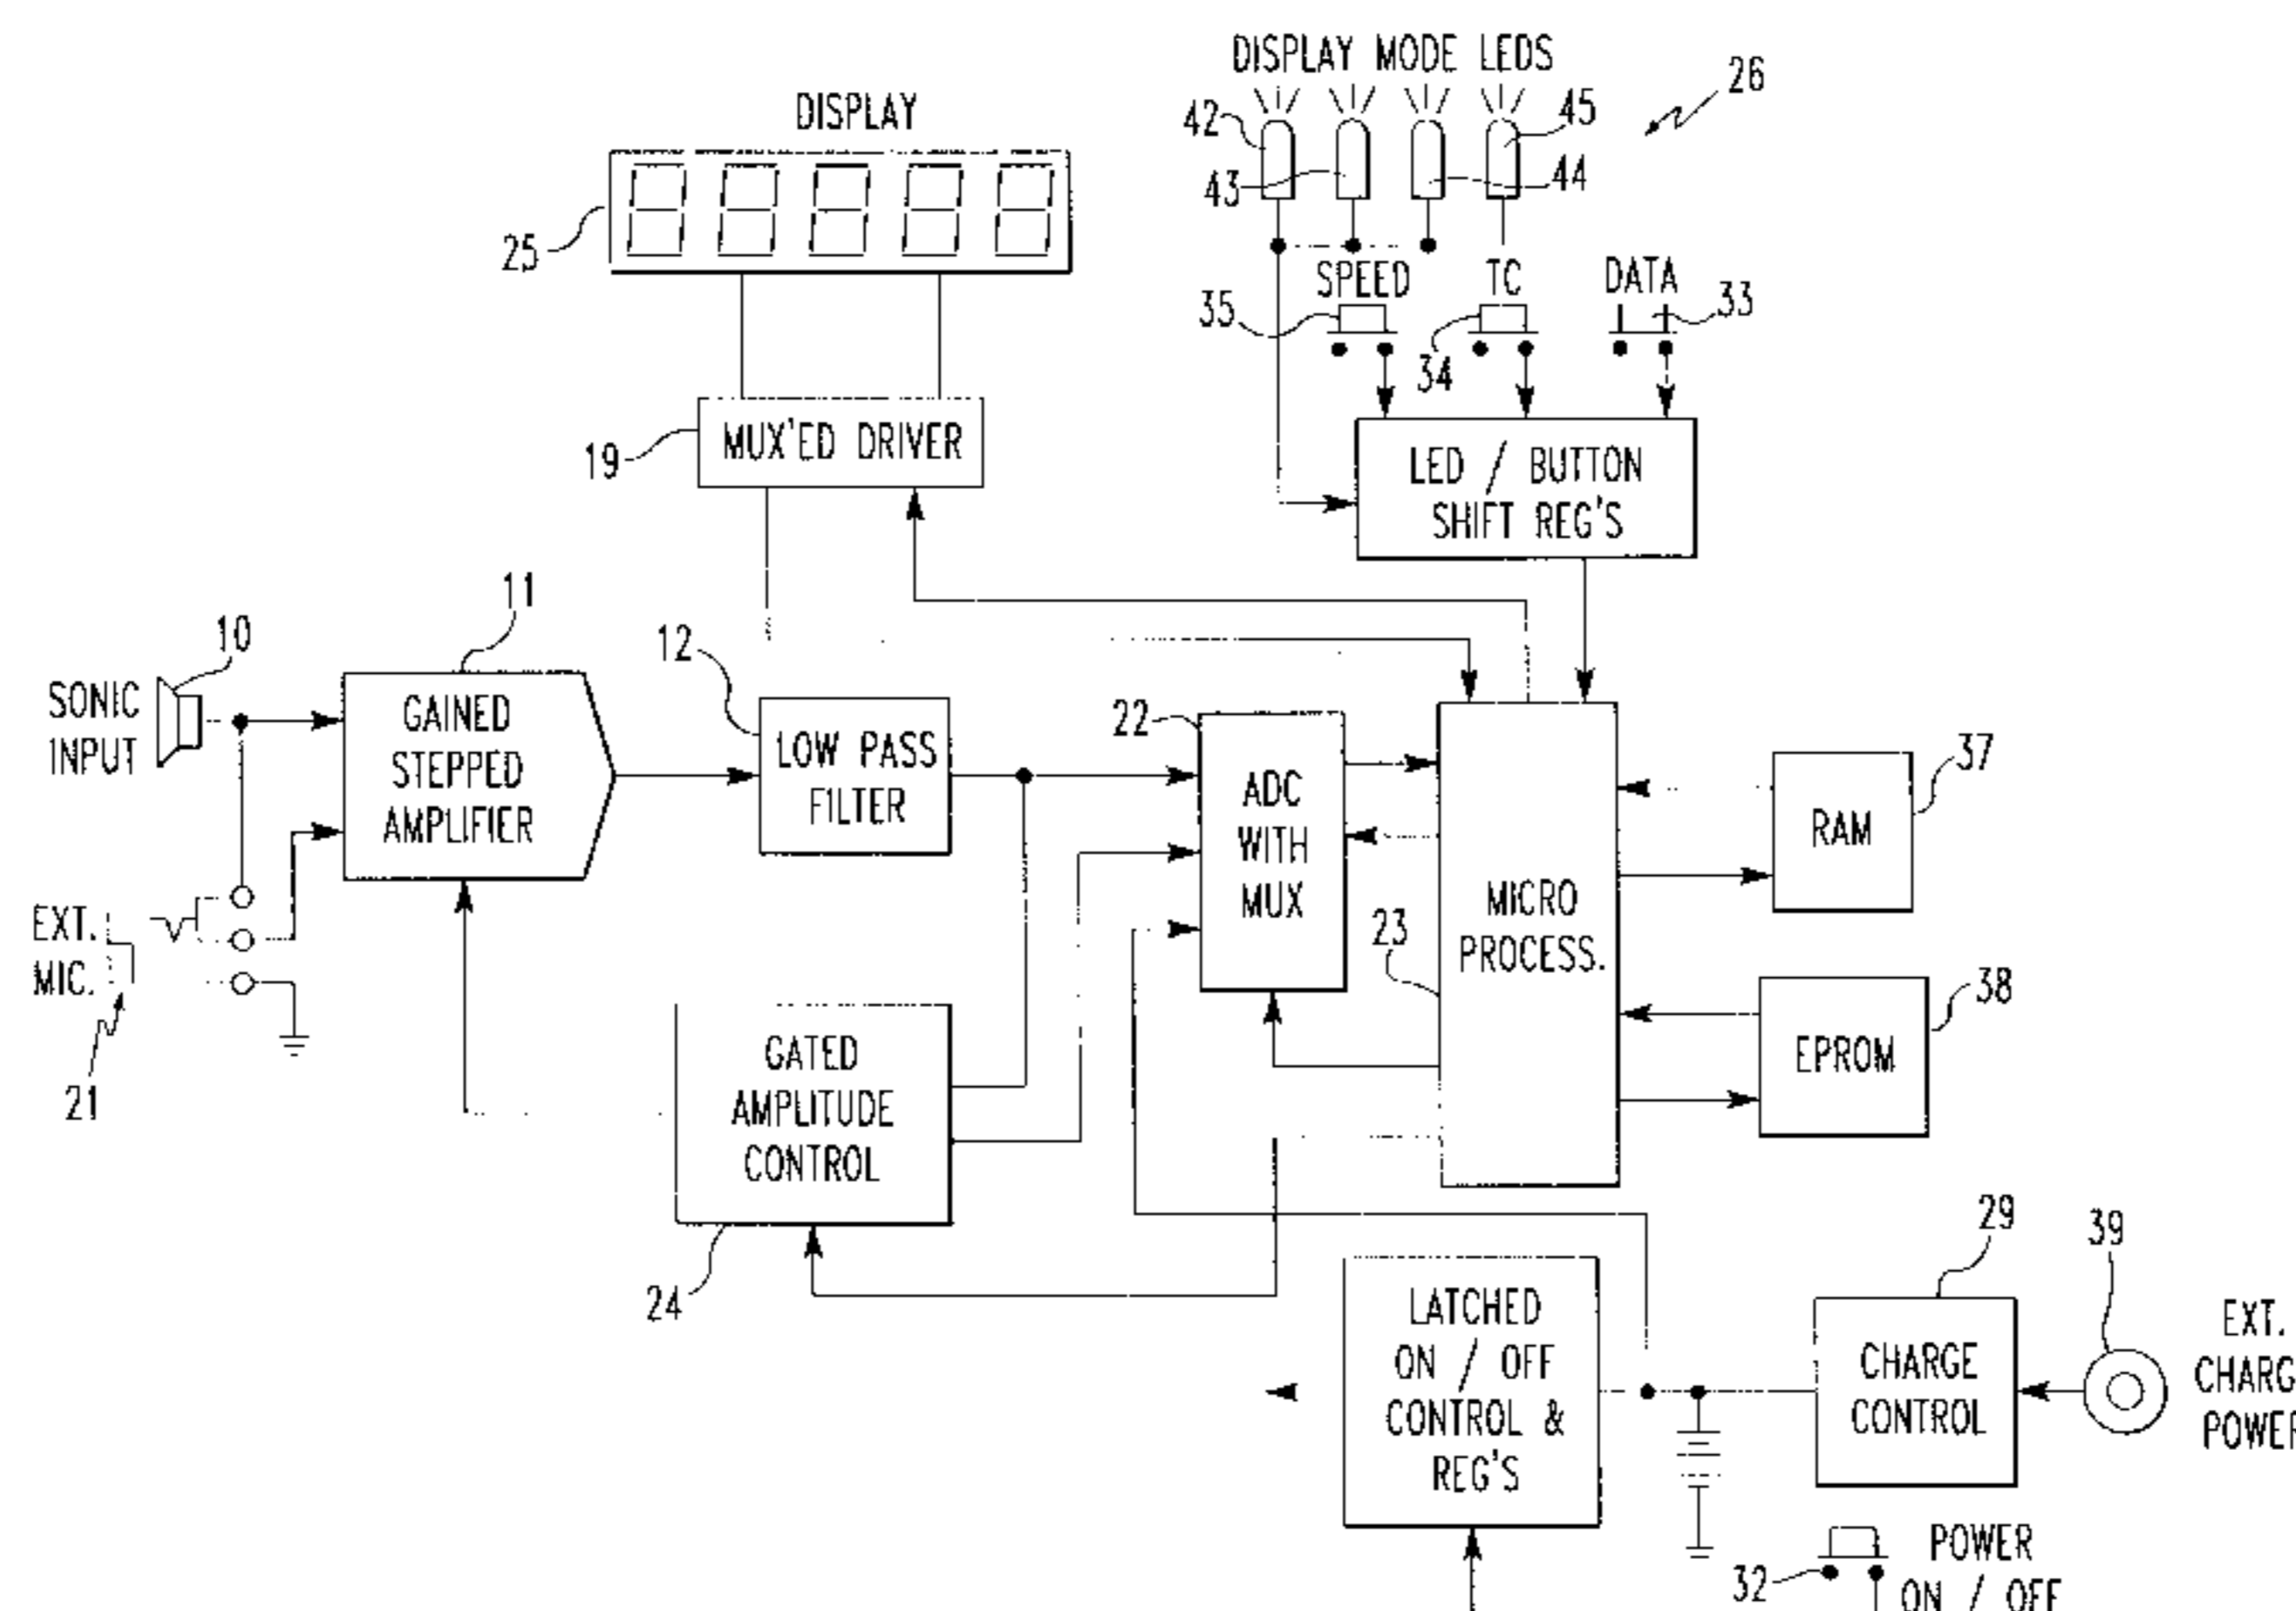 DISPLAY MODE LEDS
26
DISPLAY
42
45
43
44
25
SPEED
TC
DATA
35
34
33
19
MUX'ED DRIVER
LED / BUTTON
SHIFT REG'S
11
10
12
SONIC
INPUT
GAINED
STEPPED
AMPLIFIER
LOW PASS
FILTER
22
ADC
WITH
MUX
23
MICRO
PROCESS.
37
RAM
38
EPROM
EXT.
MIC.
21
GATED
AMPLITUDE
CONTROL
24
LATCHED
ON / OFF
CONTROL &
REG'S
29
39
CHARGE
CONTROL
EXT.
CHARG
POWER
32
POWER
ON / OFF